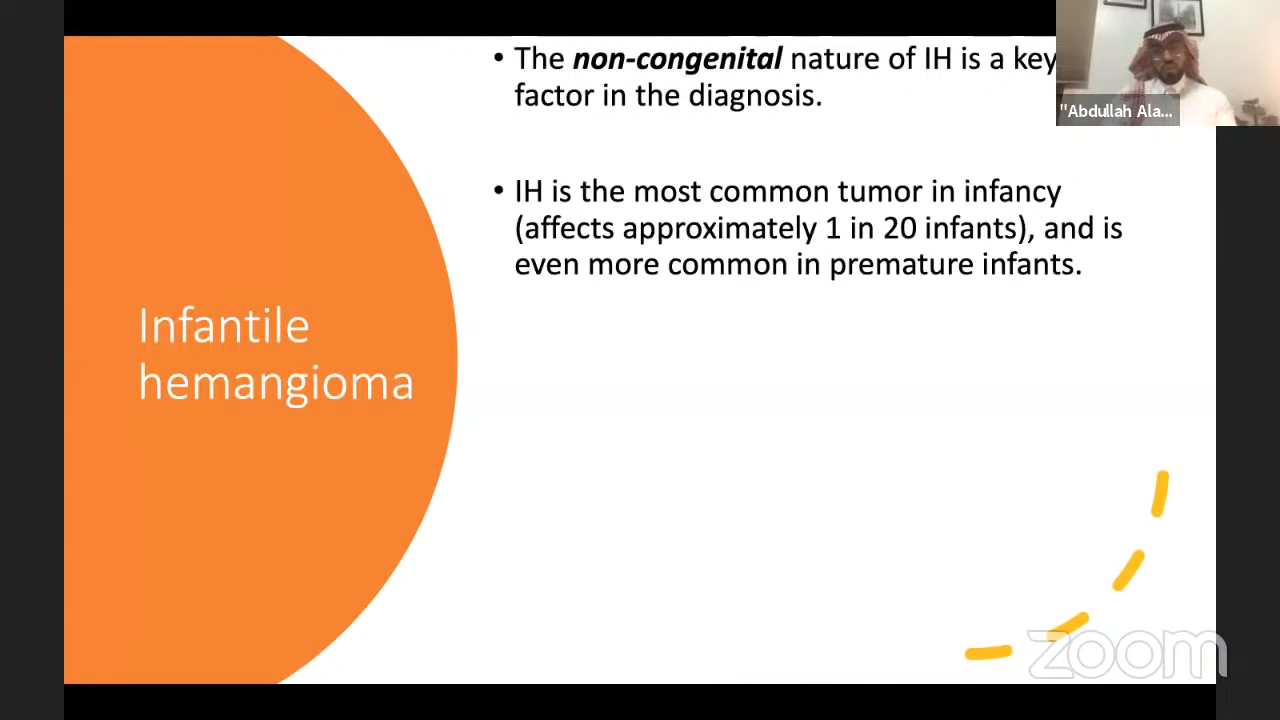 • The non-congenital nature of IH is a key
factor in the diagnosis.
"Abdullah Ala...
• IH is the most common tumor in infancy
(affects approximately 1 in 20 infants), and is
even more common in premature infants.
Infantile
hemangioma
zoom